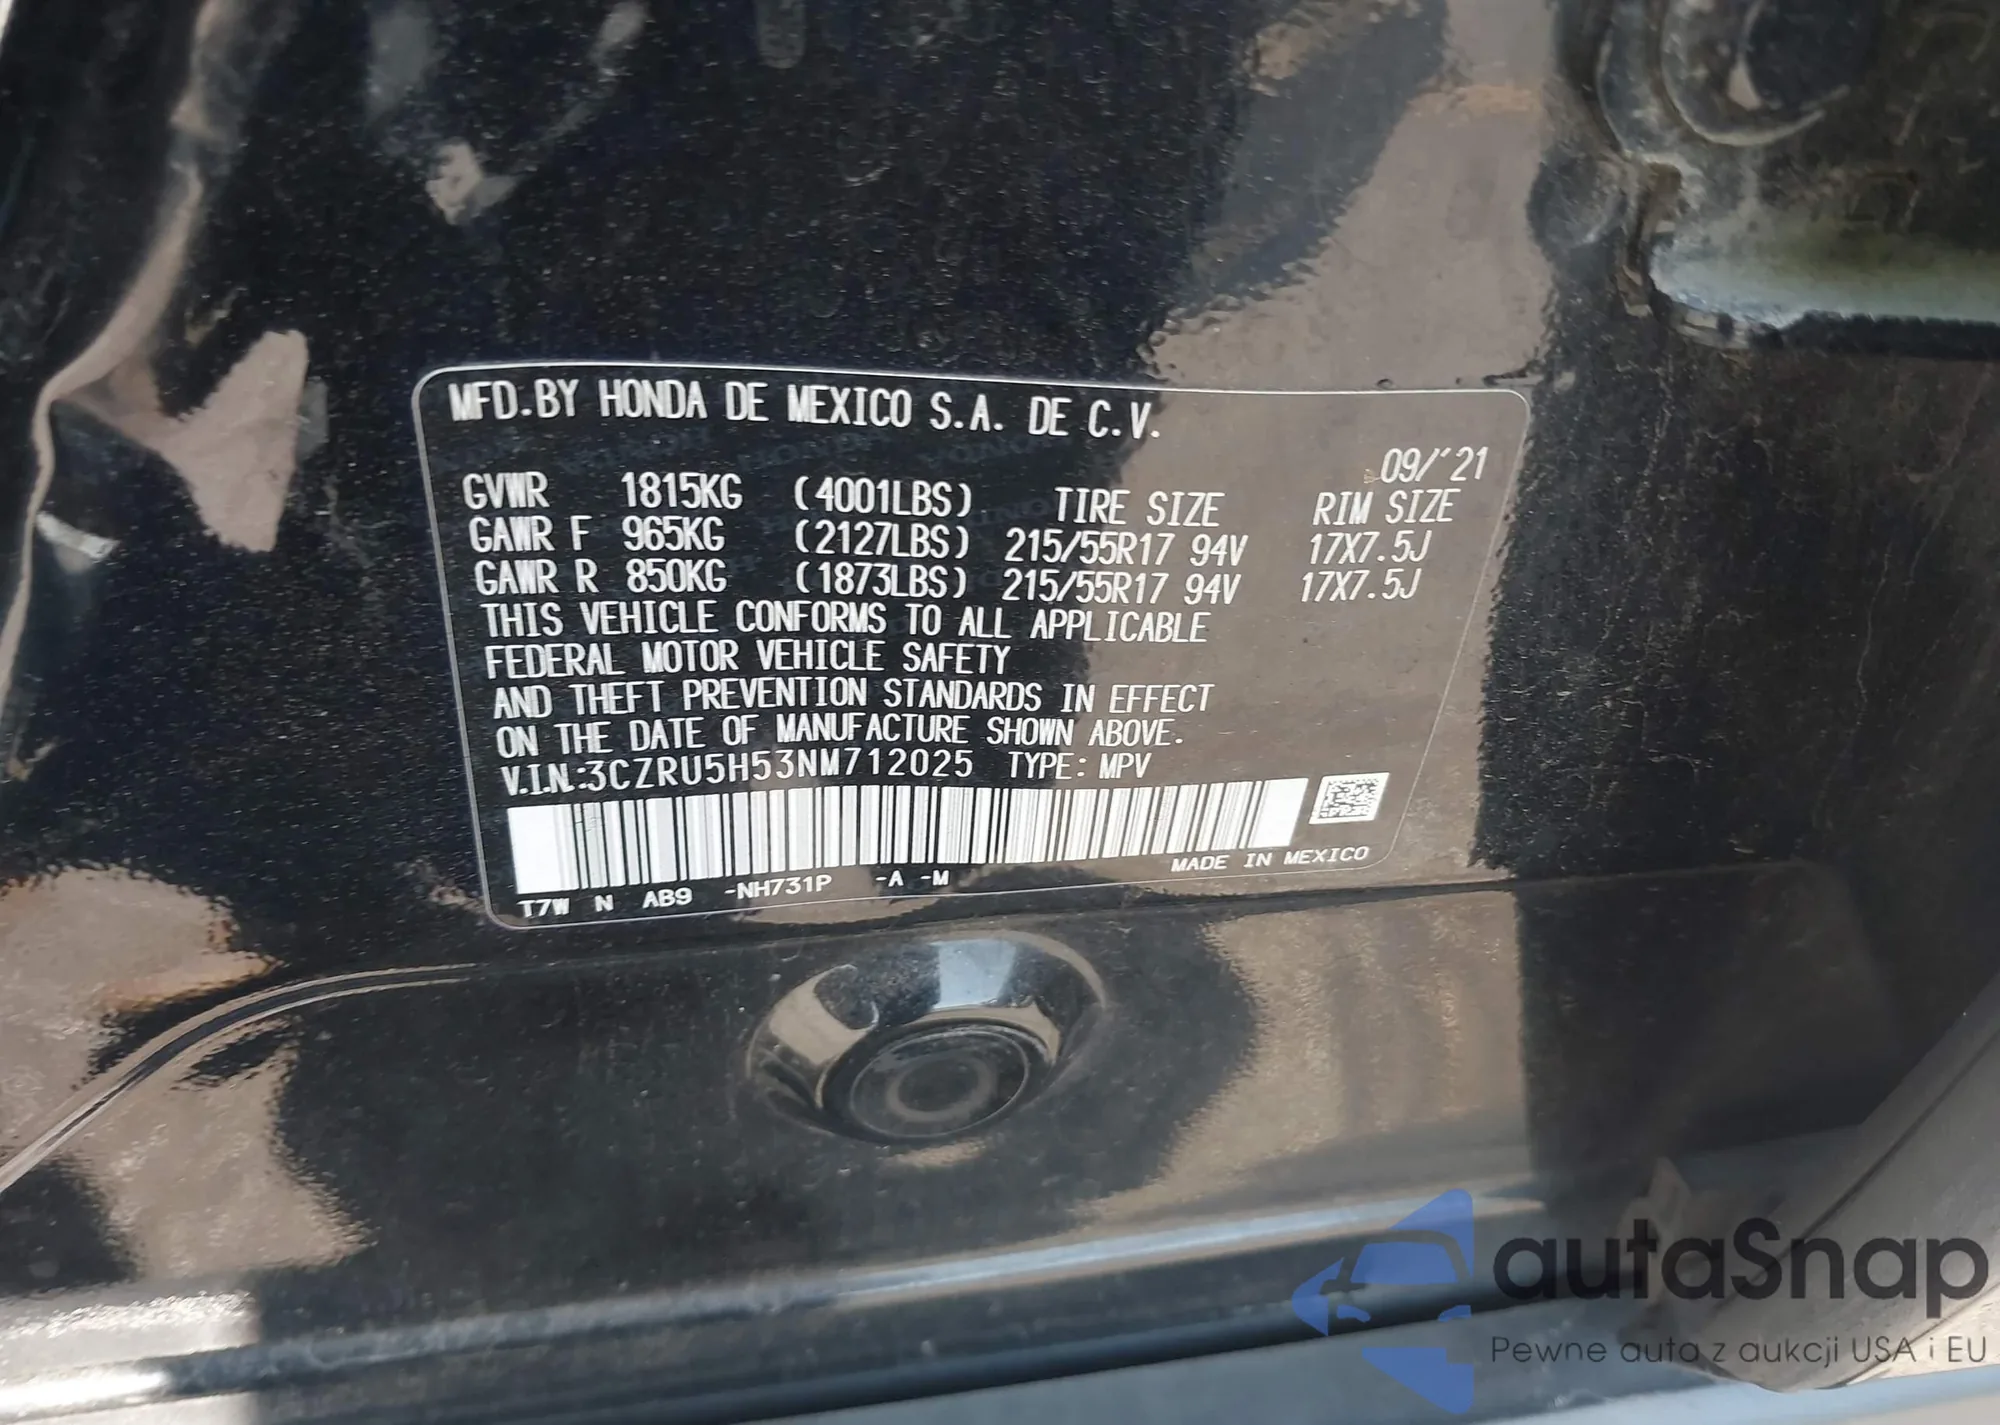 MFD.BY HONDA DE MEXICO S.A. DE C.V.
09/'21
GVWR 1815KG (4001LBS) TIRE SIZE RIM SIZE
GAWR F 965KG (2127LBS) 215/55R17 94V 17X7.5J
GAWR R 850KG (1873LBS) 215/55R17 94V 17X7.5J
THIS VEHICLE CONFORMS TO ALL APPLICABLE
FEDERAL MOTOR VEHICLE SAFETY
AND THEFT PREVENTION STANDARDS IN EFFECT
ON THE DATE OF MANUFACTURE SHOWN ABOVE.
V.I.N.:3CZRU5H53NM712025 TYPE: MPV
MADE IN MEXICO
T7W N AB9 -NH731P -A -M
autaSnap
Pewne auta z aukcji USA i EU